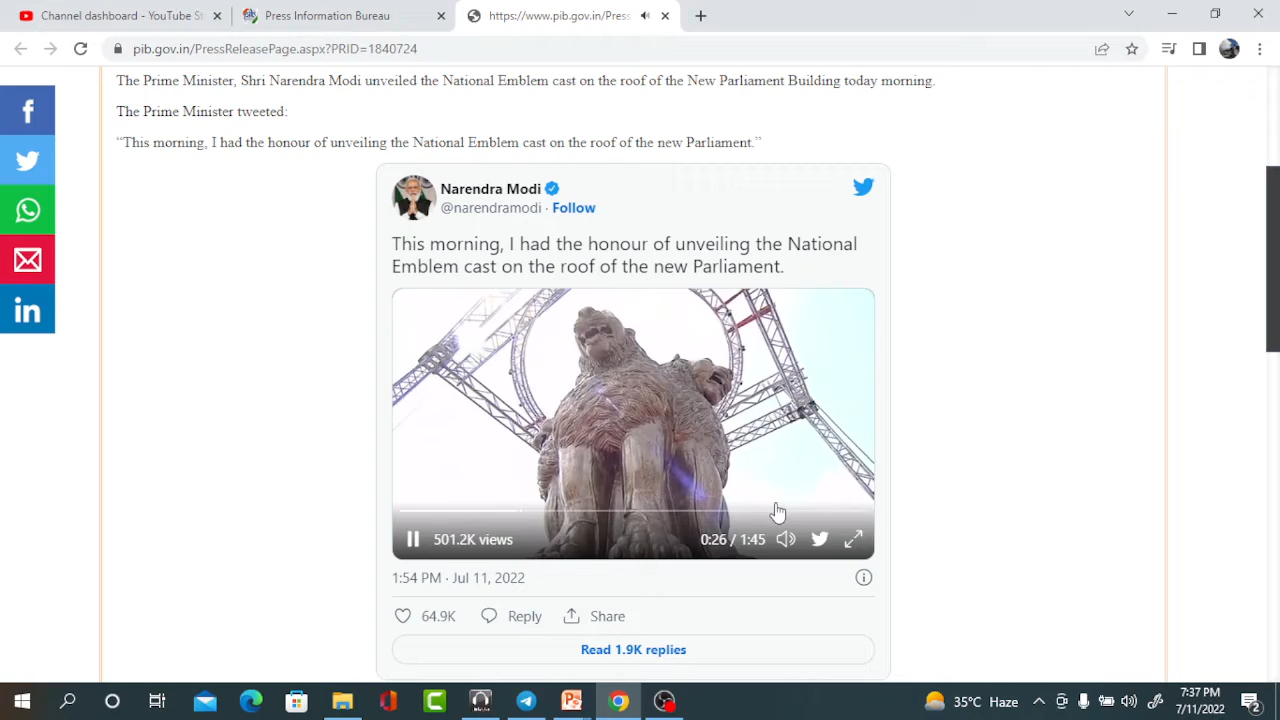 Channel dashboard - YouTube St
Press Information Bureau
https://www.pib.gov.in/Press
pib.gov.in/PressReleasePage.aspx?PRID=1840724
The Prime Minister, Shri Narendra Modi unveiled the National Emblem cast on the roof of the New Parliament Building today morning.
The Prime Minister tweeted:
“This morning, I had the honour of unveiling the National Emblem cast on the roof of the new Parliament.”
Narendra Modi
@narendramodi · Follow
This morning, I had the honour of unveiling the National
Emblem cast on the roof of the new Parliament.
501.2K views
0:26 / 1:45
1:54 PM · Jul 11, 2022
64.9K Reply Share
Read 1.9K replies
35°C Haze
7:37 PM
7/11/2022
2